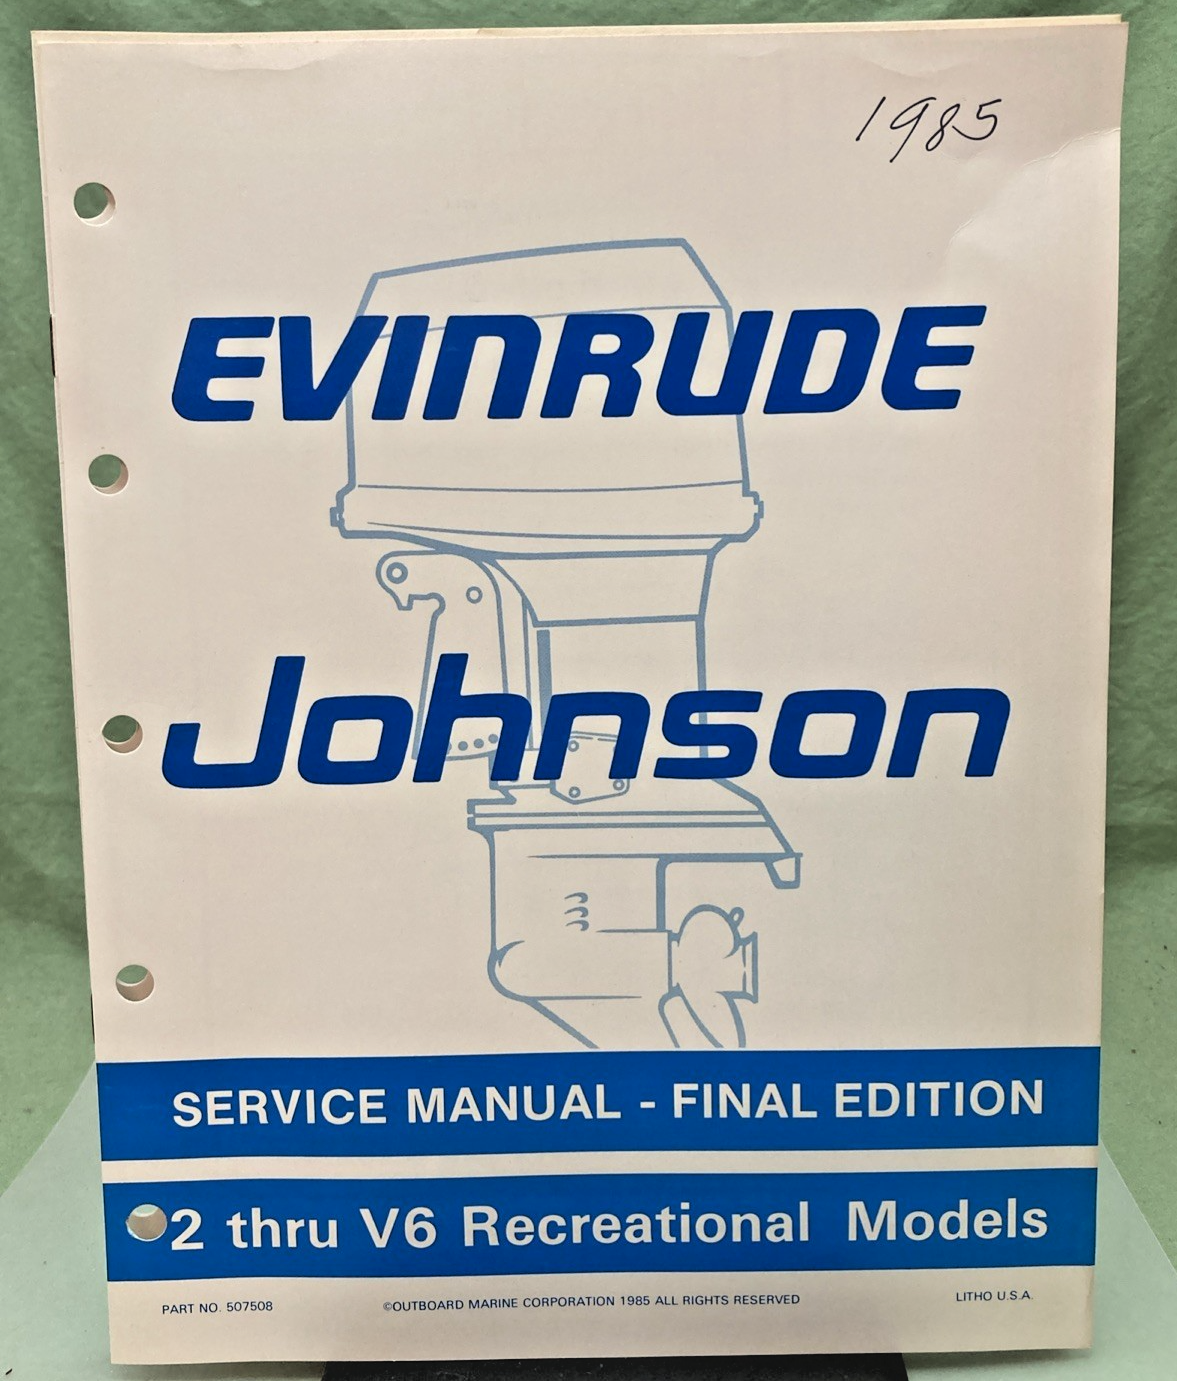 1985
EVINRUDE
Johnson
SERVICE MANUAL - FINAL EDITION
2 thru V6 Recreational Models
PART NO. 507508
©OUTBOARD MARINE CORPORATION 1985 ALL RIGHTS RESERVED
LITHO U.S.A.